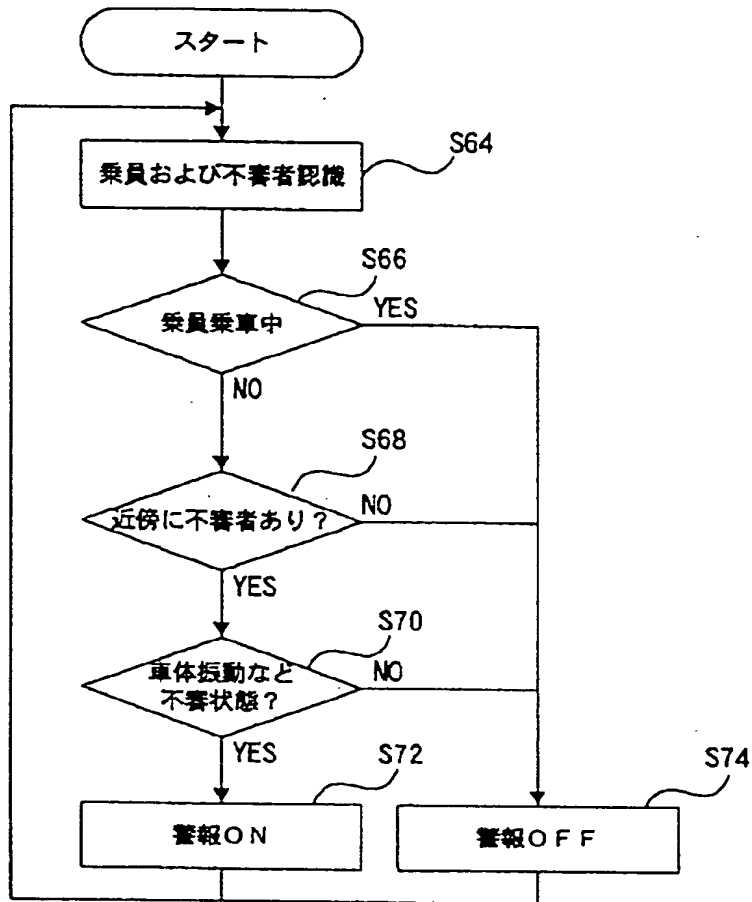 スタート
S64
乗員および不審者認識
S66
乗員乗車中
YES
NO
S68
近傍に不審者あり?
NO
YES
S70
車体振動など
不審状態?
NO
YES
S72
警報ON
S74
警報OFF